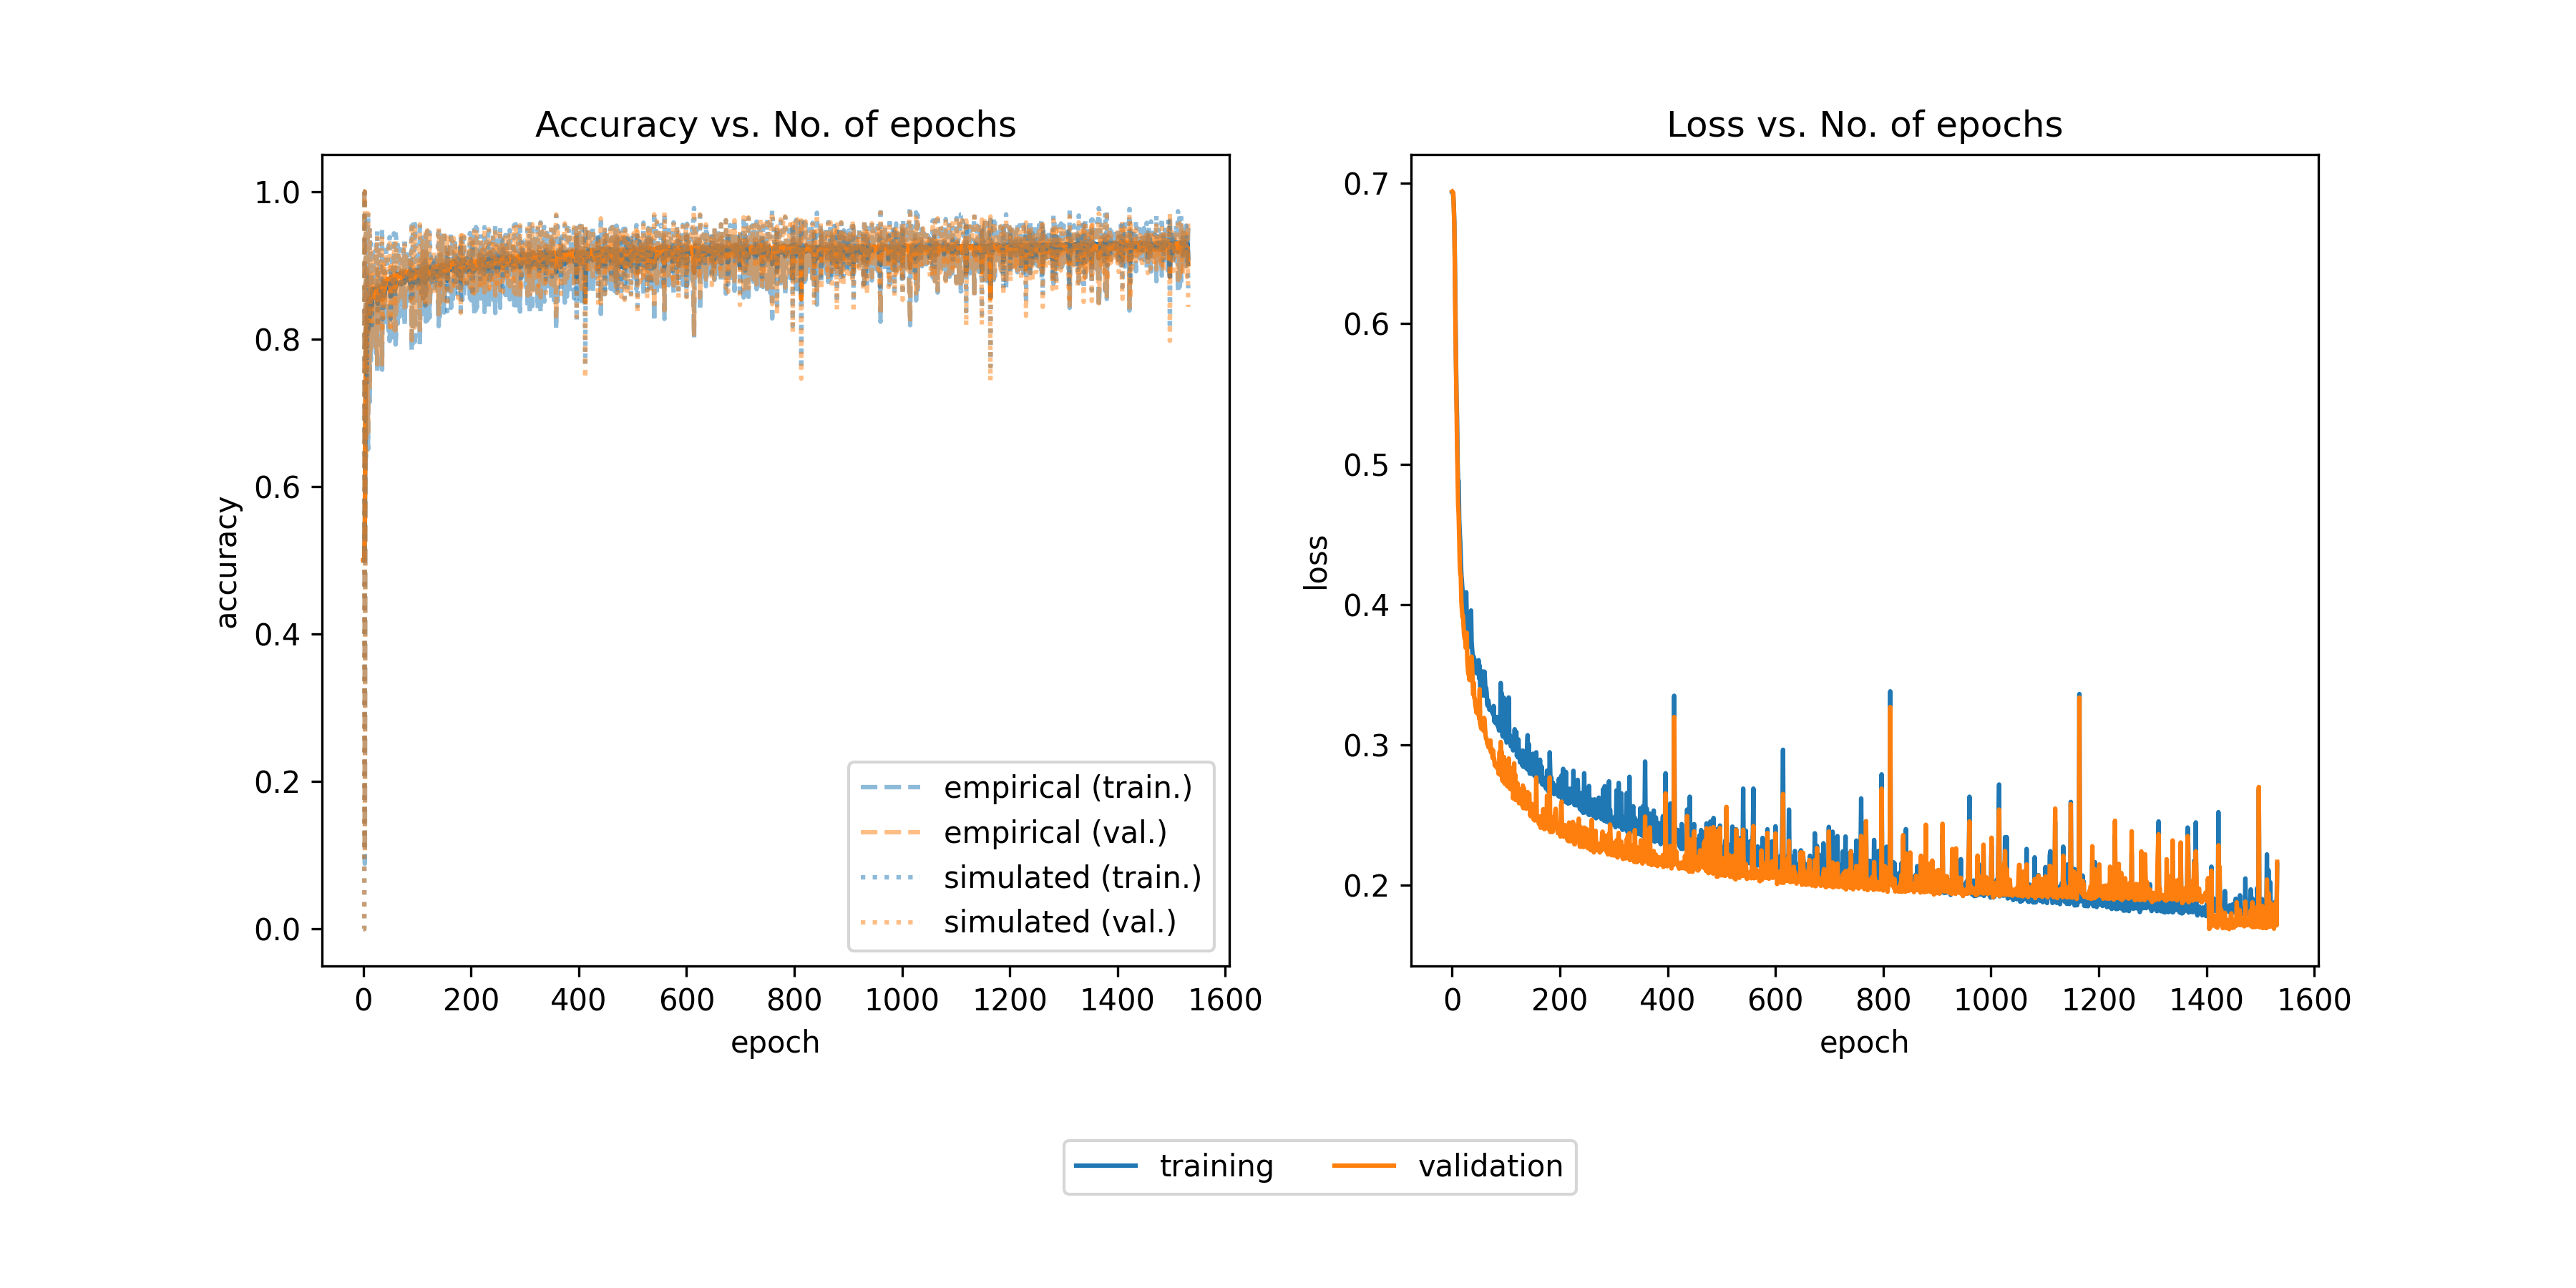 Accuracy vs. No. of epochs
1.0
0.8
0.6
0.4
0.2
0.0
accuracy
0 200 400 600 800 1000 1200 1400 1600
epoch
empirical (train.)
empirical (val.)
simulated (train.)
simulated (val.)
Loss vs. No. of epochs
0.7
0.6
0.5
0.4
0.3
0.2
loss
0 200 400 600 800 1000 1200 1400 1600
epoch
training validation